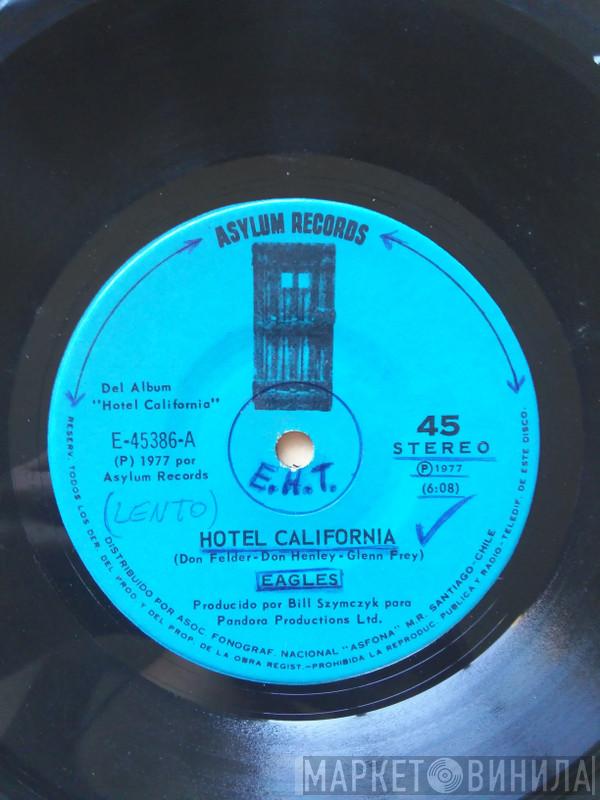 ASYLUM RECORDS
Del Album
"Hotel California"
E-45386-A
(P) 1977 por
Asylum Records
(LENTO)
45
STEREO
Ⓟ1977
(6:08)
E.H.T.
HOTEL CALIFORNIA
(Don Felder-Don Henley-Glenn Frey)
EAGLES
Producido por Bill Szymczyk para
Pandora Productions Ltd.
RESERV. TODOS LOS DER. DEL PROD. Y DEL PROP. DE LA OBRA REGIST.-PROHIBIDA LA REPRODUC. PUBLICA Y RADIO-TELEDIF. DE ESTE DISCO.
DISTRIBUIDO POR ASOC. FONOGRAF. NACIONAL "ASFONA" M.R. SANTIAGO-CHILE
МАРКЕТ ВИНИЛА